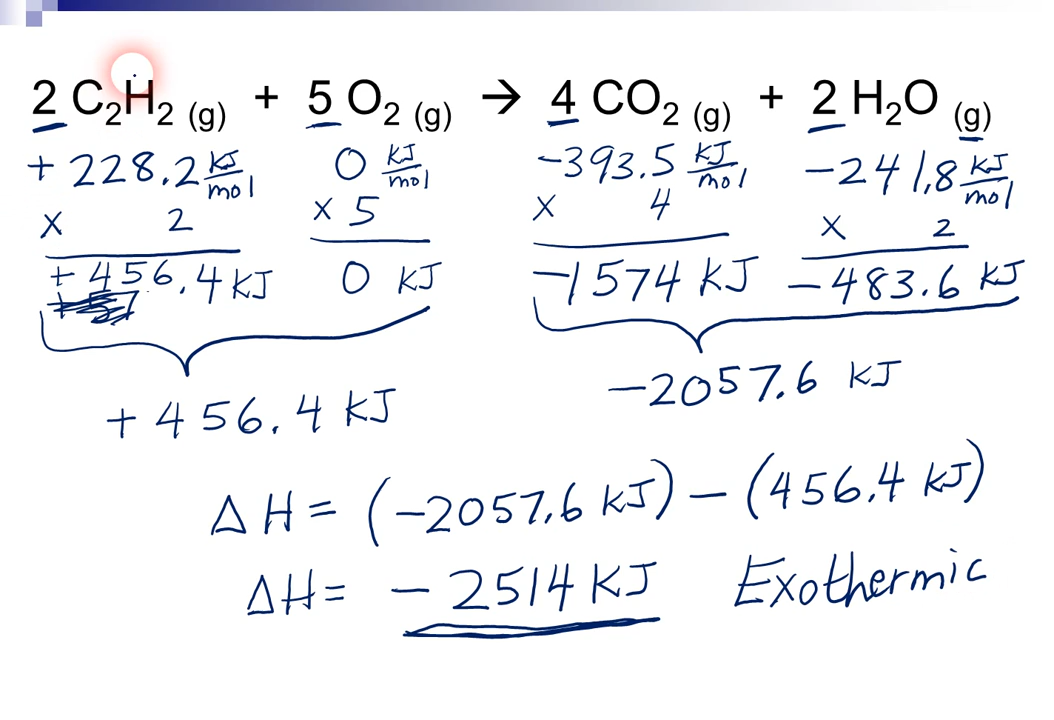 2 C₂H₂ (g) + 5 O₂ (g) → 4 CO₂ (g) + 2 H₂O (g)
+228.2 kJ/mol 0 kJ/mol -393.5 kJ/mol -241.8 kJ/mol
x 2 x 5 x 4 x 2
+456.4 kJ 0 kJ -1574 kJ -483.6 kJ
+456.4 kJ -2057.6 kJ
ΔH = (-2057.6 kJ) - (456.4 kJ)
ΔH = -2514 kJ Exothermic